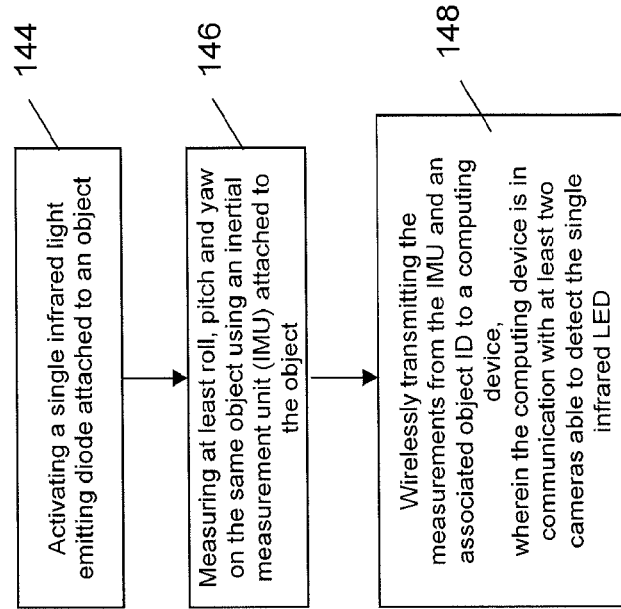 144
Activating a single infrared light
emitting diode attached to an object
146
Measuring at least roll, pitch and yaw
on the same object using an inertial
measurement unit (IMU) attached to
the object
148
Wirelessly transmitting the
measurements from the IMU and an
associated object ID to a computing
device,
wherein the computing device is in
communication with at least two
cameras able to detect the single
infrared LED